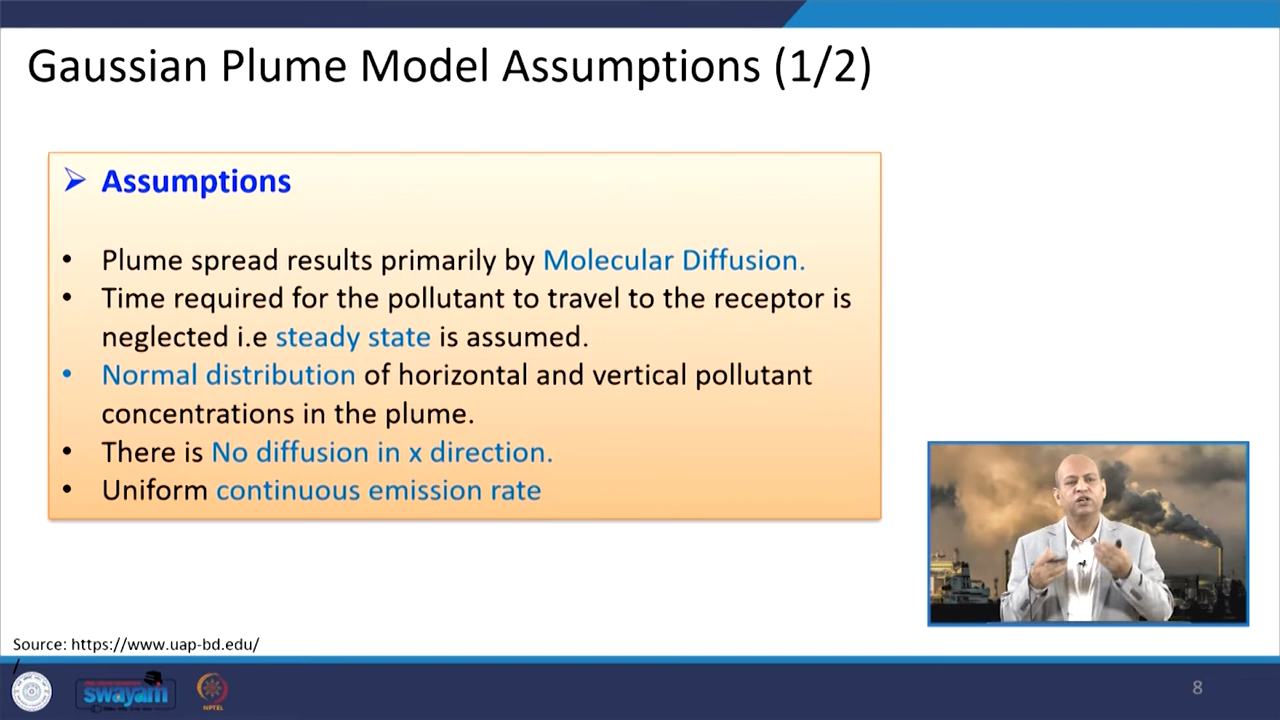 Gaussian Plume Model Assumptions (1/2)
➢ Assumptions
• Plume spread results primarily by Molecular Diffusion.
• Time required for the pollutant to travel to the receptor is
neglected i.e steady state is assumed.
• Normal distribution of horizontal and vertical pollutant
concentrations in the plume.
• There is No diffusion in x direction.
• Uniform continuous emission rate
Source: https://www.uap-bd.edu/
/
swayam
NPTEL
8